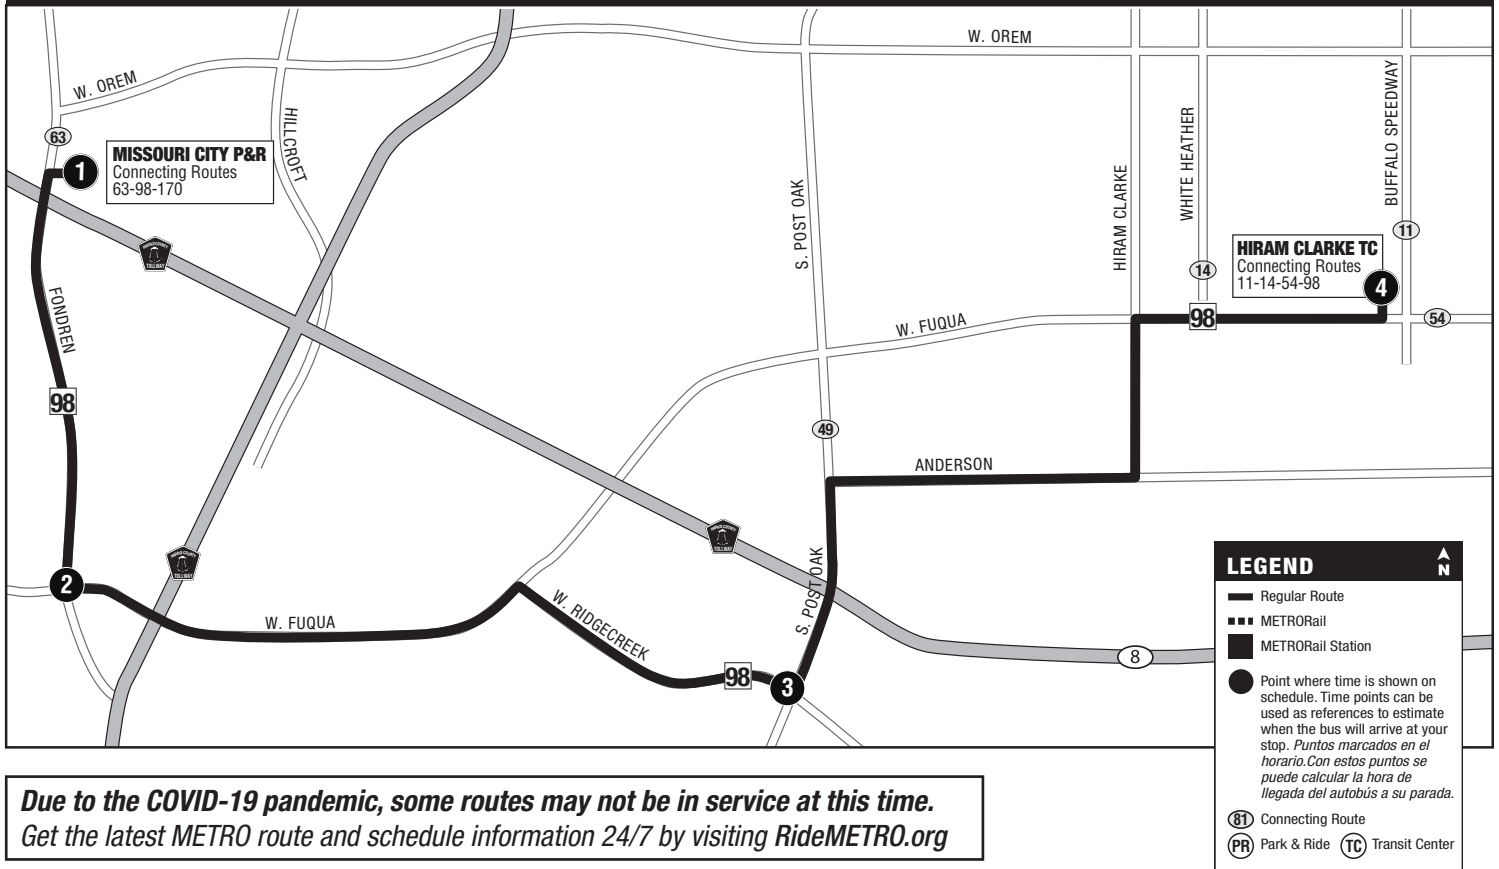 W. OREM
W. OREM
63
1
MISSOURI CITY P&R
Connecting Routes
63-98-170
HILLCROFT
S. POST OAK
HIRAM CLARKE
WHITE HEATHER
BUFFALO SPEEDWAY
11
14
HIRAM CLARKE TC
Connecting Routes
11-14-54-98
4
98
54
W. FUQUA
FONDREN
98
49
ANDERSON
TOLLWAY
TOLLWAY
TOLLWAY
2
W. FUQUA
W. RIDGECREEK
S. POST OAK
98
3
8
LEGEND
N
Regular Route
METRORail
METRORail Station
Point where time is shown on
schedule. Time points can be
used as references to estimate
when the bus will arrive at your
stop. Puntos marcados en el
horario.Con estos puntos se
puede calcular la hora de
llegada del autobús a su parada.
81 Connecting Route
PR Park & Ride TC Transit Center
Due to the COVID-19 pandemic, some routes may not be in service at this time.
Get the latest METRO route and schedule information 24/7 by visiting RideMETRO.org